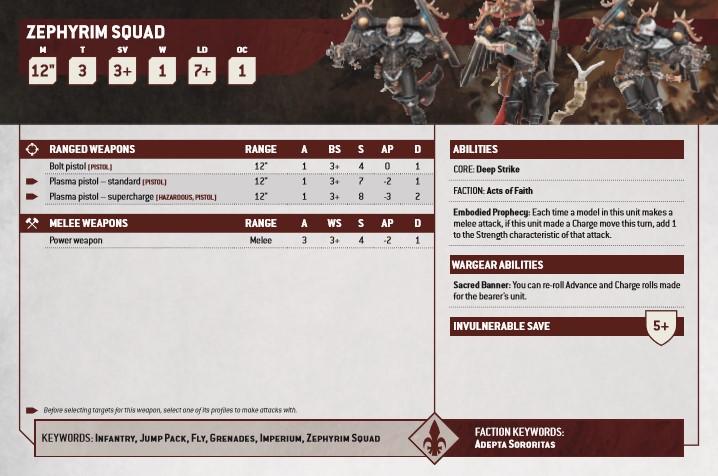 ZEPHYRIM SQUAD
M T SV W LD OC
12" 3 3+ 1 7+ 1
RANGED WEAPONS RANGE A BS S AP D
Bolt pistol [PISTOL] 12" 1 3+ 4 0 1
Plasma pistol – standard [PISTOL] 12" 1 3+ 7 -2 1
Plasma pistol – supercharge [HAZARDOUS, PISTOL] 12" 1 3+ 8 -3 2
MELEE WEAPONS RANGE A WS S AP D
Power weapon Melee 3 3+ 4 -2 1
Before selecting targets for this weapon, select one of its profiles to make attacks with.
ABILITIES
CORE: Deep Strike
FACTION: Acts of Faith
Embodied Prophecy: Each time a model in this unit makes a
melee attack, if this unit made a Charge move this turn, add 1
to the Strength characteristic of that attack.
WARGEAR ABILITIES
Sacred Banner: You can re-roll Advance and Charge rolls made
for the bearer's unit.
INVULNERABLE SAVE 5+
KEYWORDS: INFANTRY, JUMP PACK, FLY, GRENADES, IMPERIUM, ZEPHYRIM SQUAD
FACTION KEYWORDS:
ADEPTA SORORITAS